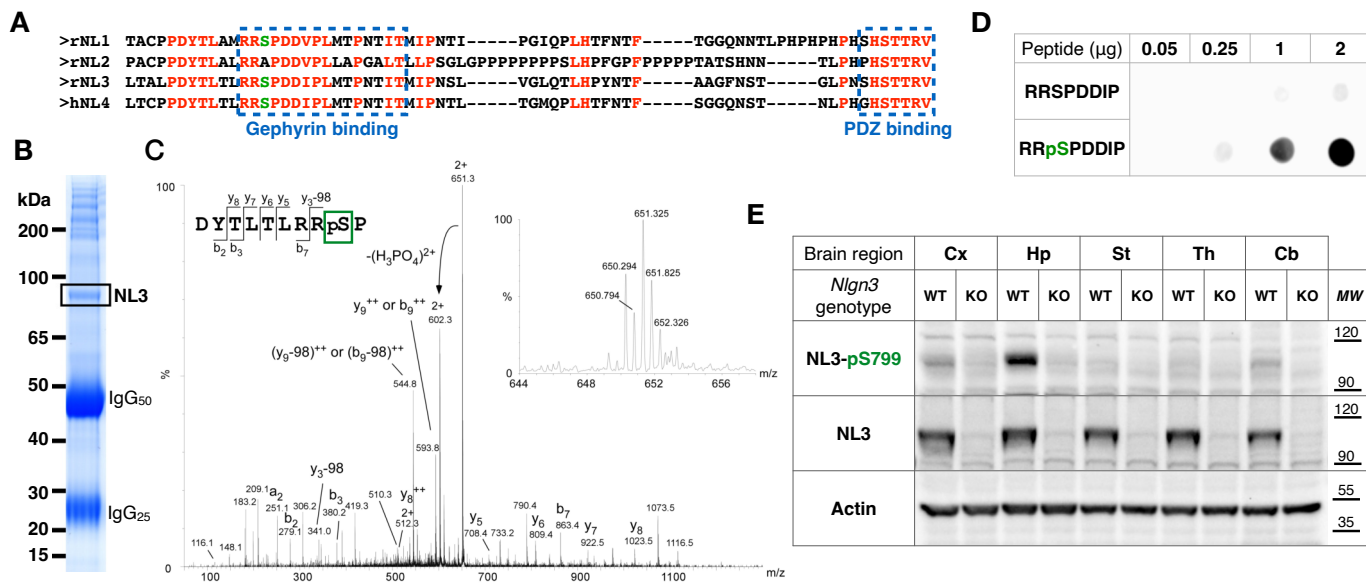 A
>rNL1 TACCPPDYTLAMRRSPDDVPLMTPNTITMIPNTI-----PGIQPLHTFNTF-----TGGQNNTLPHPHPHPHSHSTTRV
>rNL2 PACPPDYTLALRRAPDDVPLLAPGALTLLPSGLGPPPPPPPSLHPFGPFPPPPPTATSHNN-----TLPHPHSTTRV
>rNL3 LTALPPDYTLTLRRSPDDIPLMTPNTITMIPNSL-----VGLQTLHPYNTF-----AAGFNST-----GLPNSHSTTRV
>hNL4 LTCPPDYTLTLRRSPDDIPLMTPNTITMIPNTL-----TGMQPLHTFNTF-----SGGQNST-----NLPHGHSTTRV
Gephyrin binding
PDZ binding
B
kDa
200
100
NL3
65
50
IgG50
40
30
IgG25
20
15
C
100
%
2+
651.3
y8 y7 y6 y5 y3-98
DYTLTLRRpSP
b2 b3 b7
-(H3PO4)2+
y9++ or b9++
2+
602.3
(y9-98)++ or (b9-98)++
544.8
593.8
100
651.325
650.294
651.825
650.794
%
652.326
0
644 648 652 656 m/z
y3-98
209.1 a2
183.2 251.1 306.2
b3
380.2 419.3
510.3
y8++
2+
512.3
b2
279.1
341.0
116.1
148.1
y5
708.4 733.2
790.4
y6
809.4
b7
863.4
y7
922.5
y8
1023.5
1073.5
1116.5
0
100 300 500 700 900 1100 m/z
D
Peptide (µg) 0.05 0.25 1 2
RRSPDDIP
RRpSPDDIP
E
Brain region Cx Hp St Th Cb
Nlgn3
genotype
WT KO WT KO WT KO WT KO WT KO MW
NL3-pS799
120
90
NL3
120
90
Actin
55
35